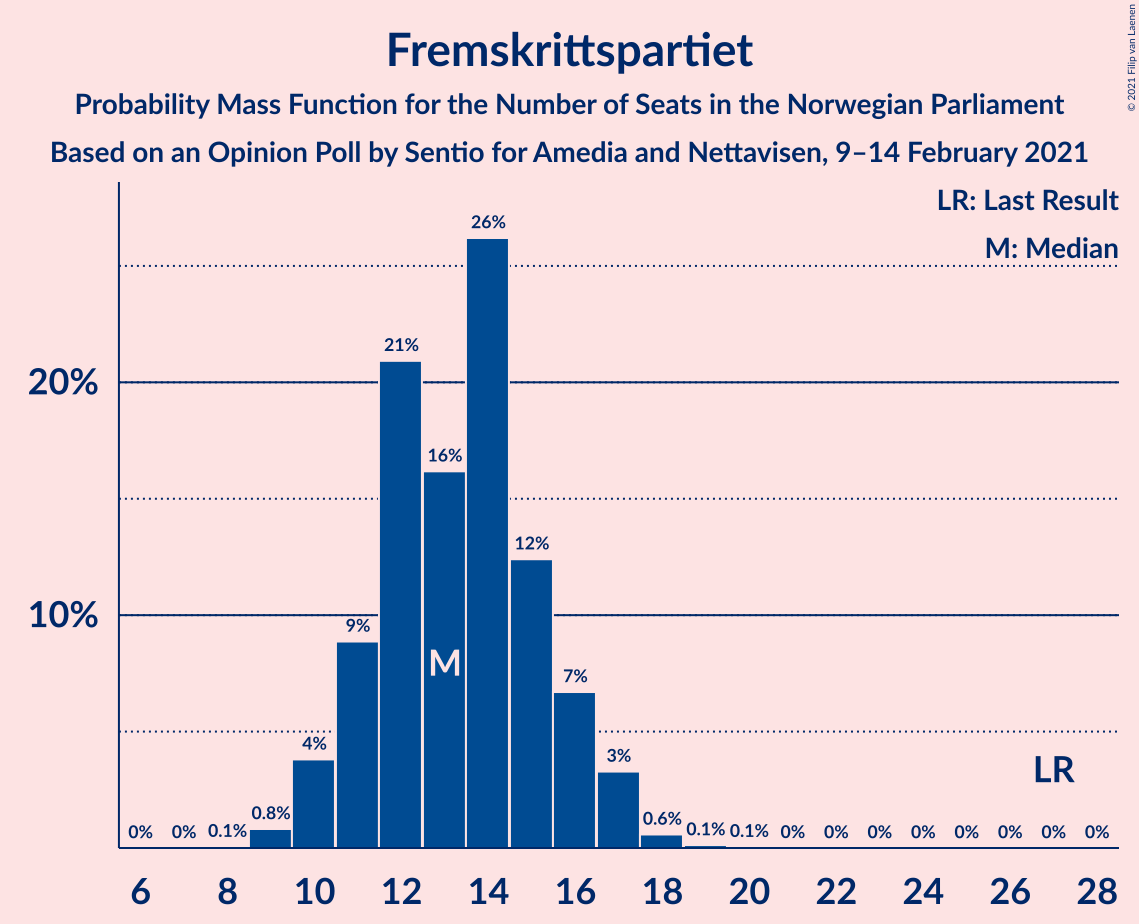 Fremskrittspartiet
Probability Mass Function for the Number of Seats in the Norwegian Parliament
Based on an Opinion Poll by Sentio for Amedia and Nettavisen, 9–14 February 2021
© 2021 Filip van Laenen
LR: Last Result
M: Median
20%
10%
0% 0% 0.1% 0.8% 4% 9% 21% 16% 26% 12% 7% 3% 0.6% 0.1% 0.1% 0% 0% 0% 0% 0% 0% 0% 0%
M
LR
6 8 10 12 14 16 18 20 22 24 26 28